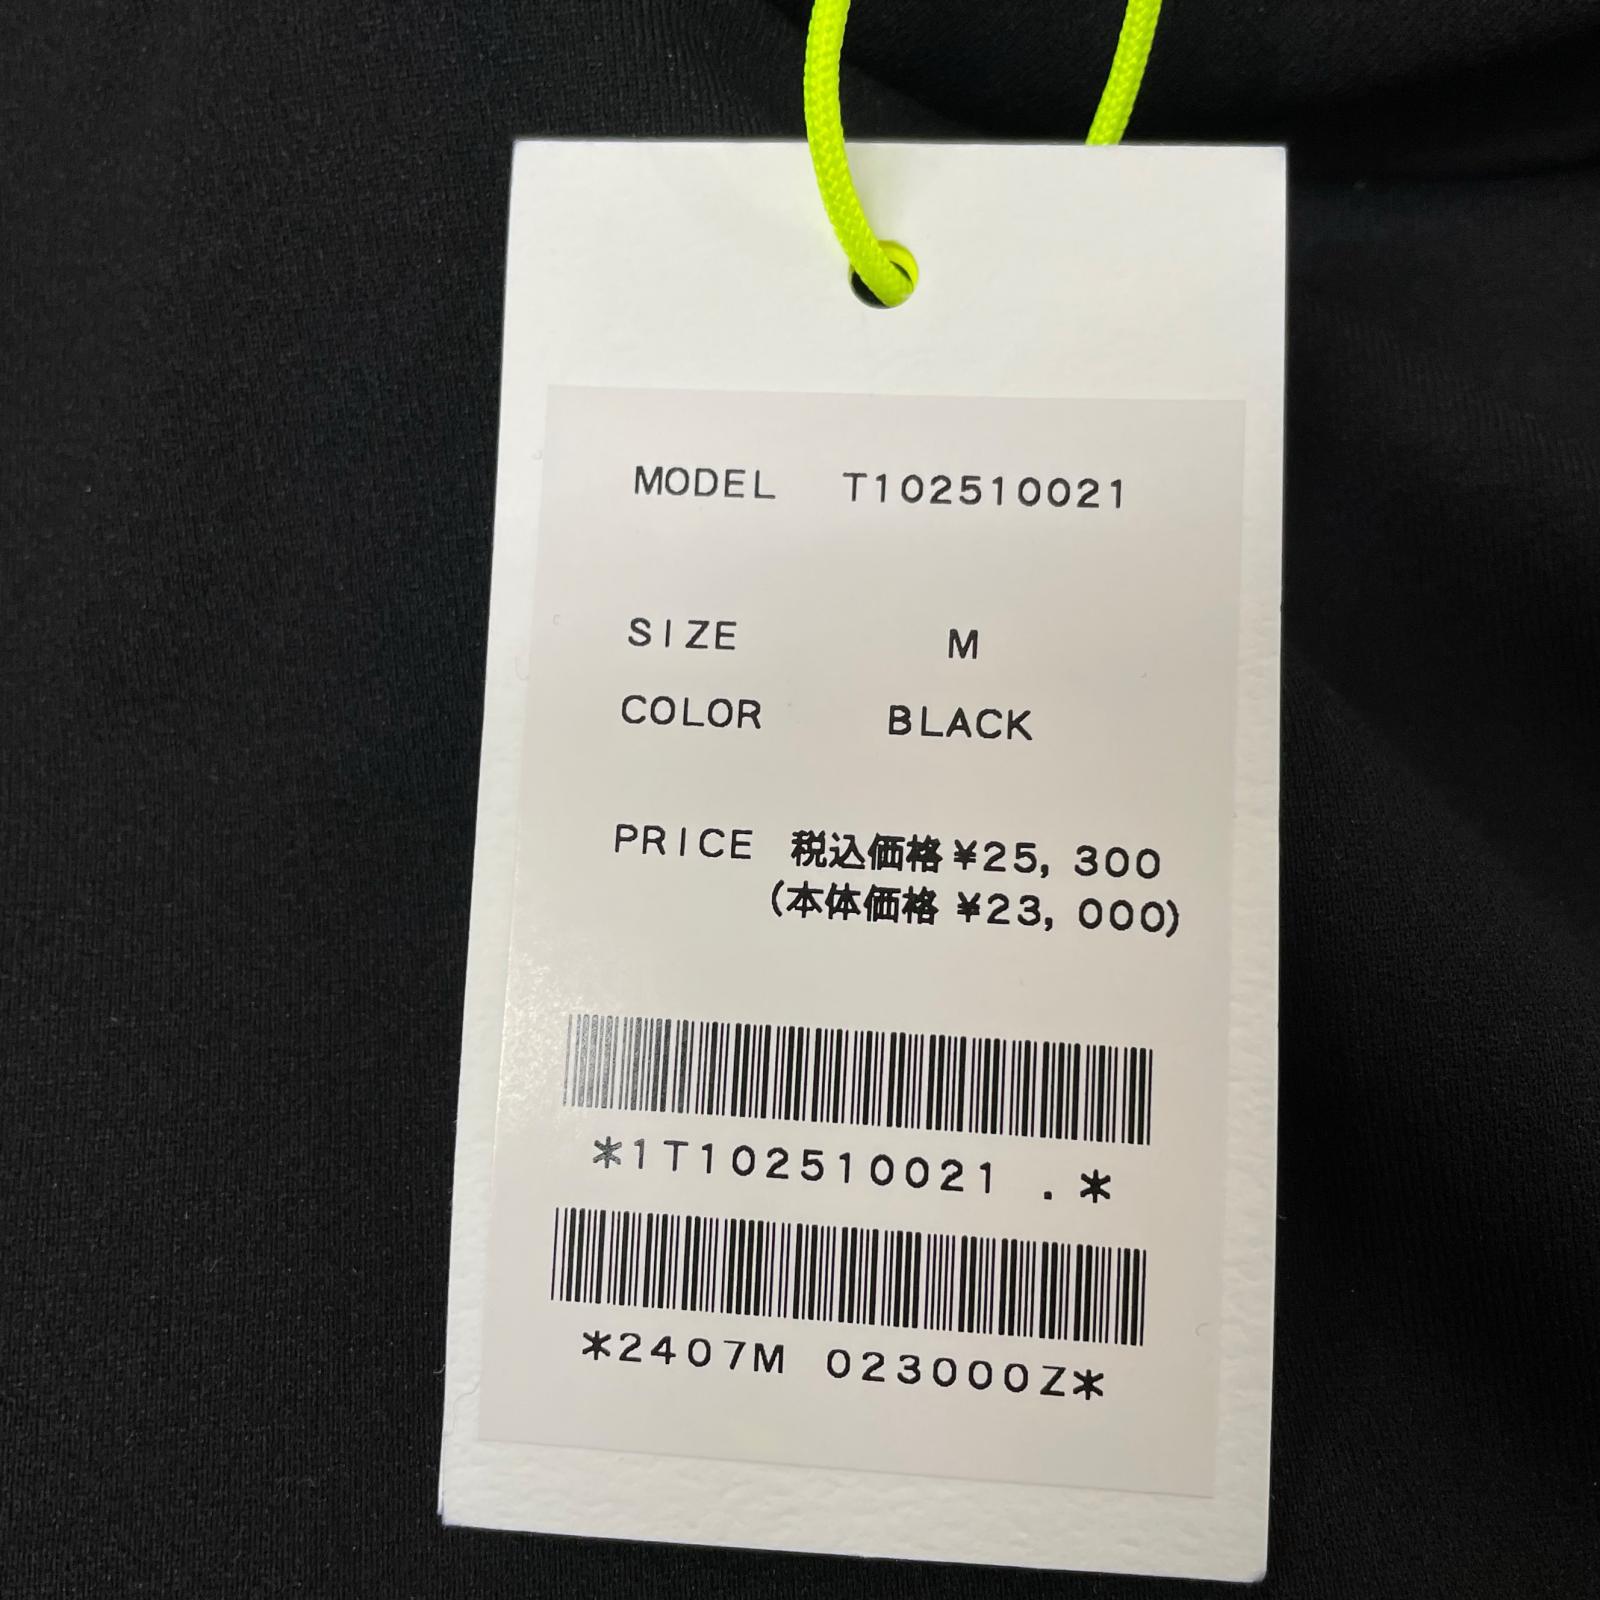 MODEL T102510021
SIZE M
COLOR BLACK
PRICE 税込価格 ¥25,300
(本体価格 ¥23,000)
*1T102510021 .*
*2407M 023000Z*